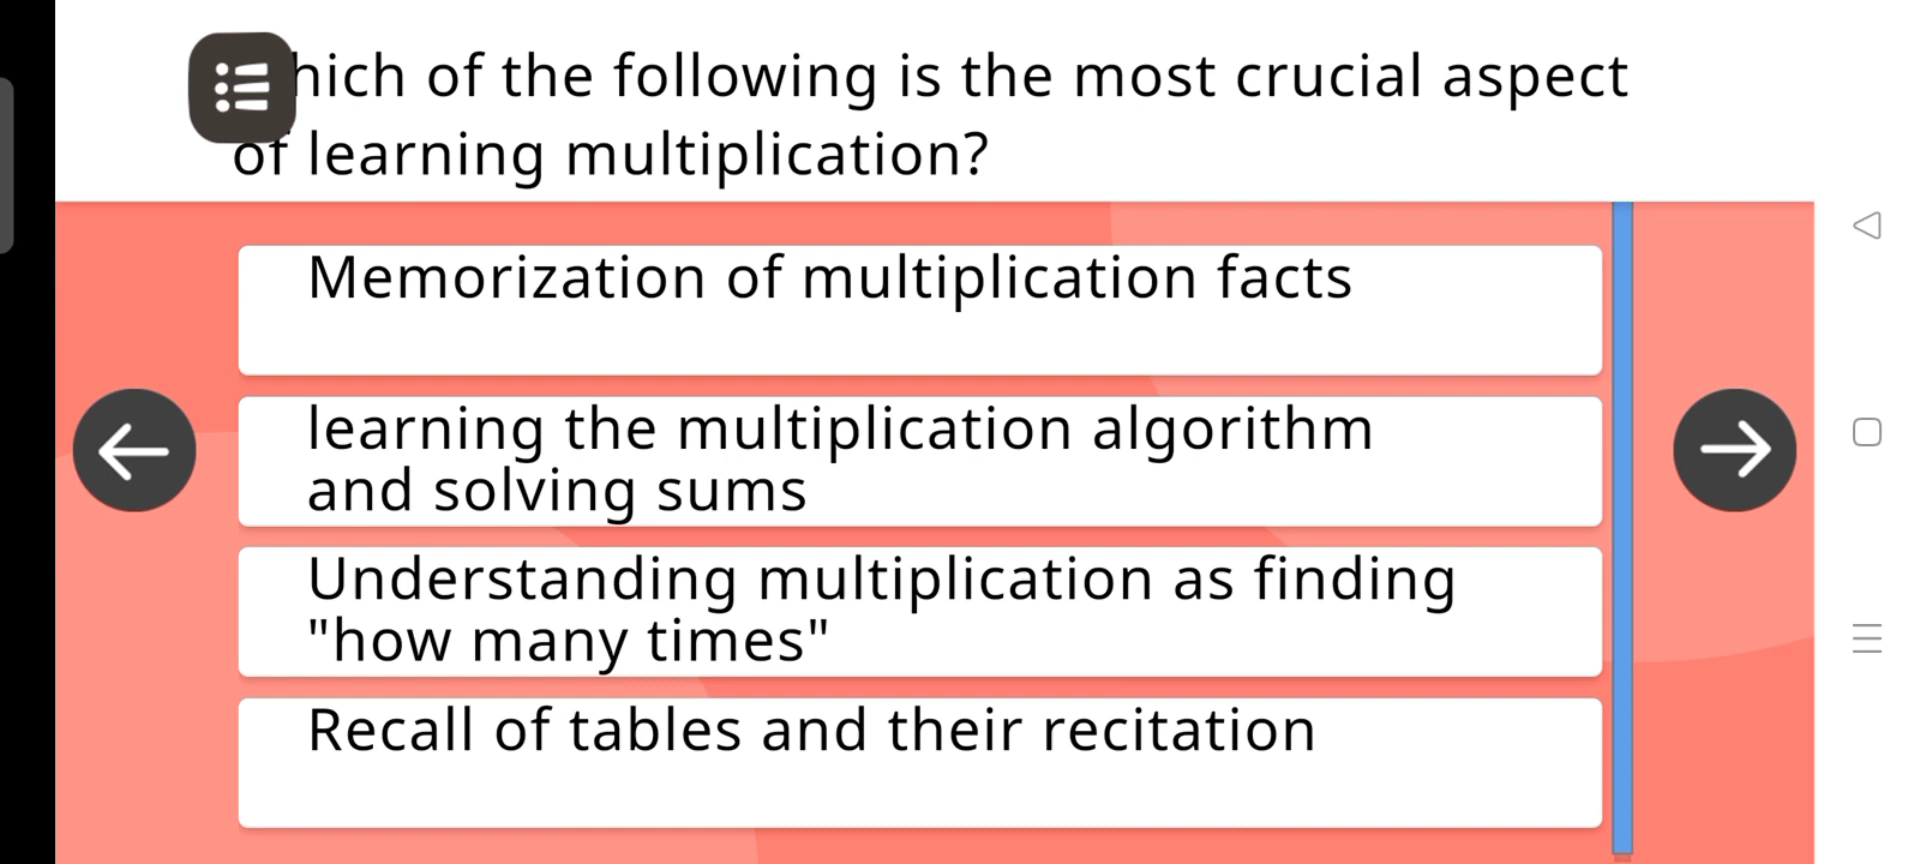 hich of the following is the most crucial aspect
of learning multiplication?
Memorization of multiplication facts
learning the multiplication algorithm
and solving sums
Understanding multiplication as finding
"how many times"
Recall of tables and their recitation